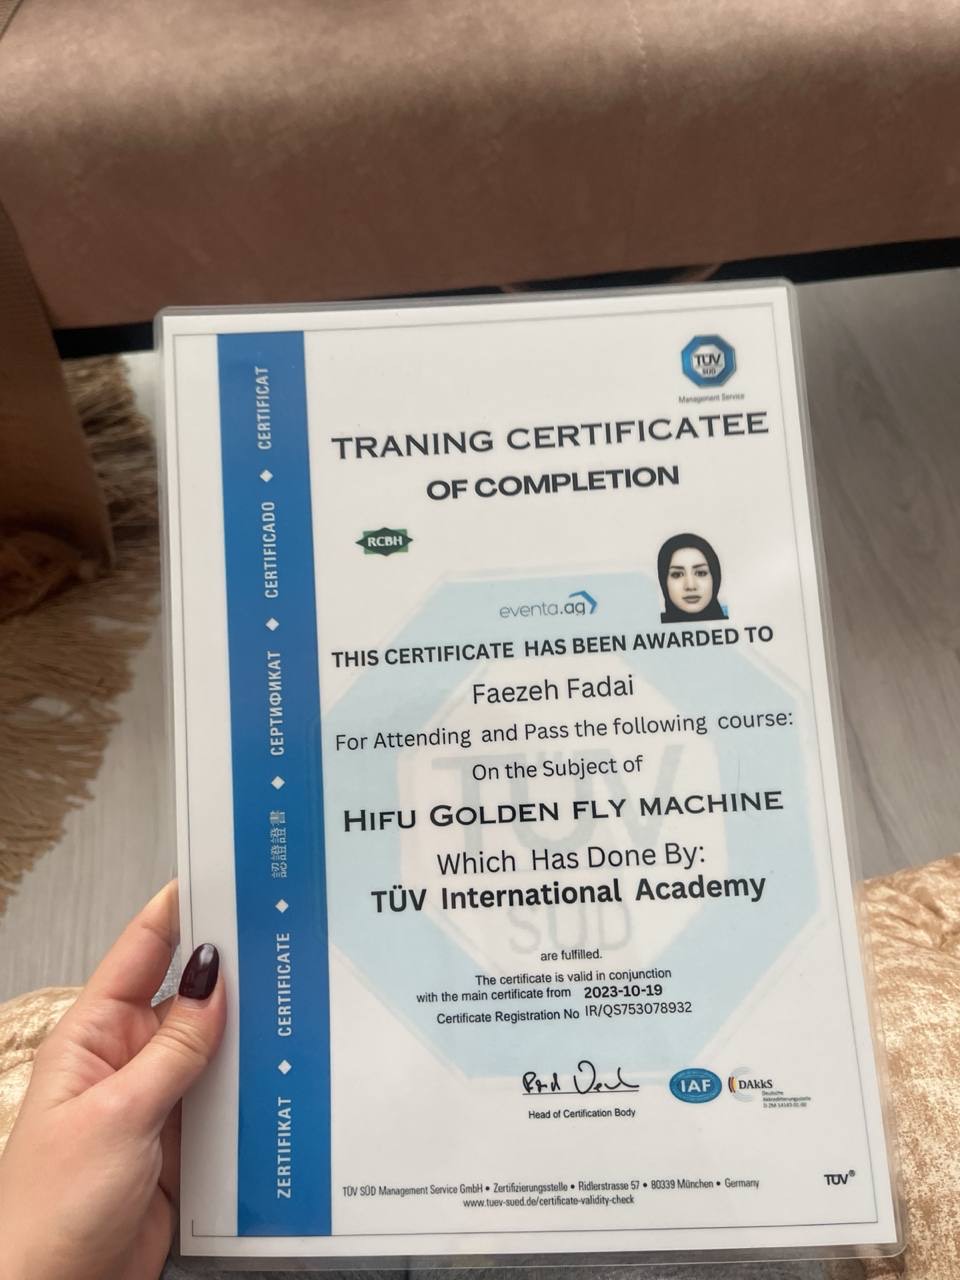 TÜV
SÜD
Management Service
TRANING CERTIFICATEE
OF COMPLETION
RCBH
eventa.ag
THIS CERTIFICATE HAS BEEN AWARDED TO
Faezeh Fadai
For Attending and Pass the following course:
On the Subject of
HIFU GOLDEN FLY MACHINE
Which Has Done By:
TÜV International Academy
TÜV
SÜD
are fulfilled.
The certificate is valid in conjunction
with the main certificate from 2023-10-19
Certificate Registration No IR/QS753078932
Head of Certification Body
IAF
DAkkS
Deutsche
Akkreditierungsstelle
TÜV SÜD Management Service GmbH • Zertifizierungsstelle • Ridlerstrasse 57 • 80339 München • Germany
www.tuev-sued.de/certificate-validity-check
TÜV®
ZERTIFIKAT ◆ CERTIFICATE ◆ 認證證書 ◆ СЕРТИФИКАТ ◆ CERTIFICADO ◆ CERTIFICAT